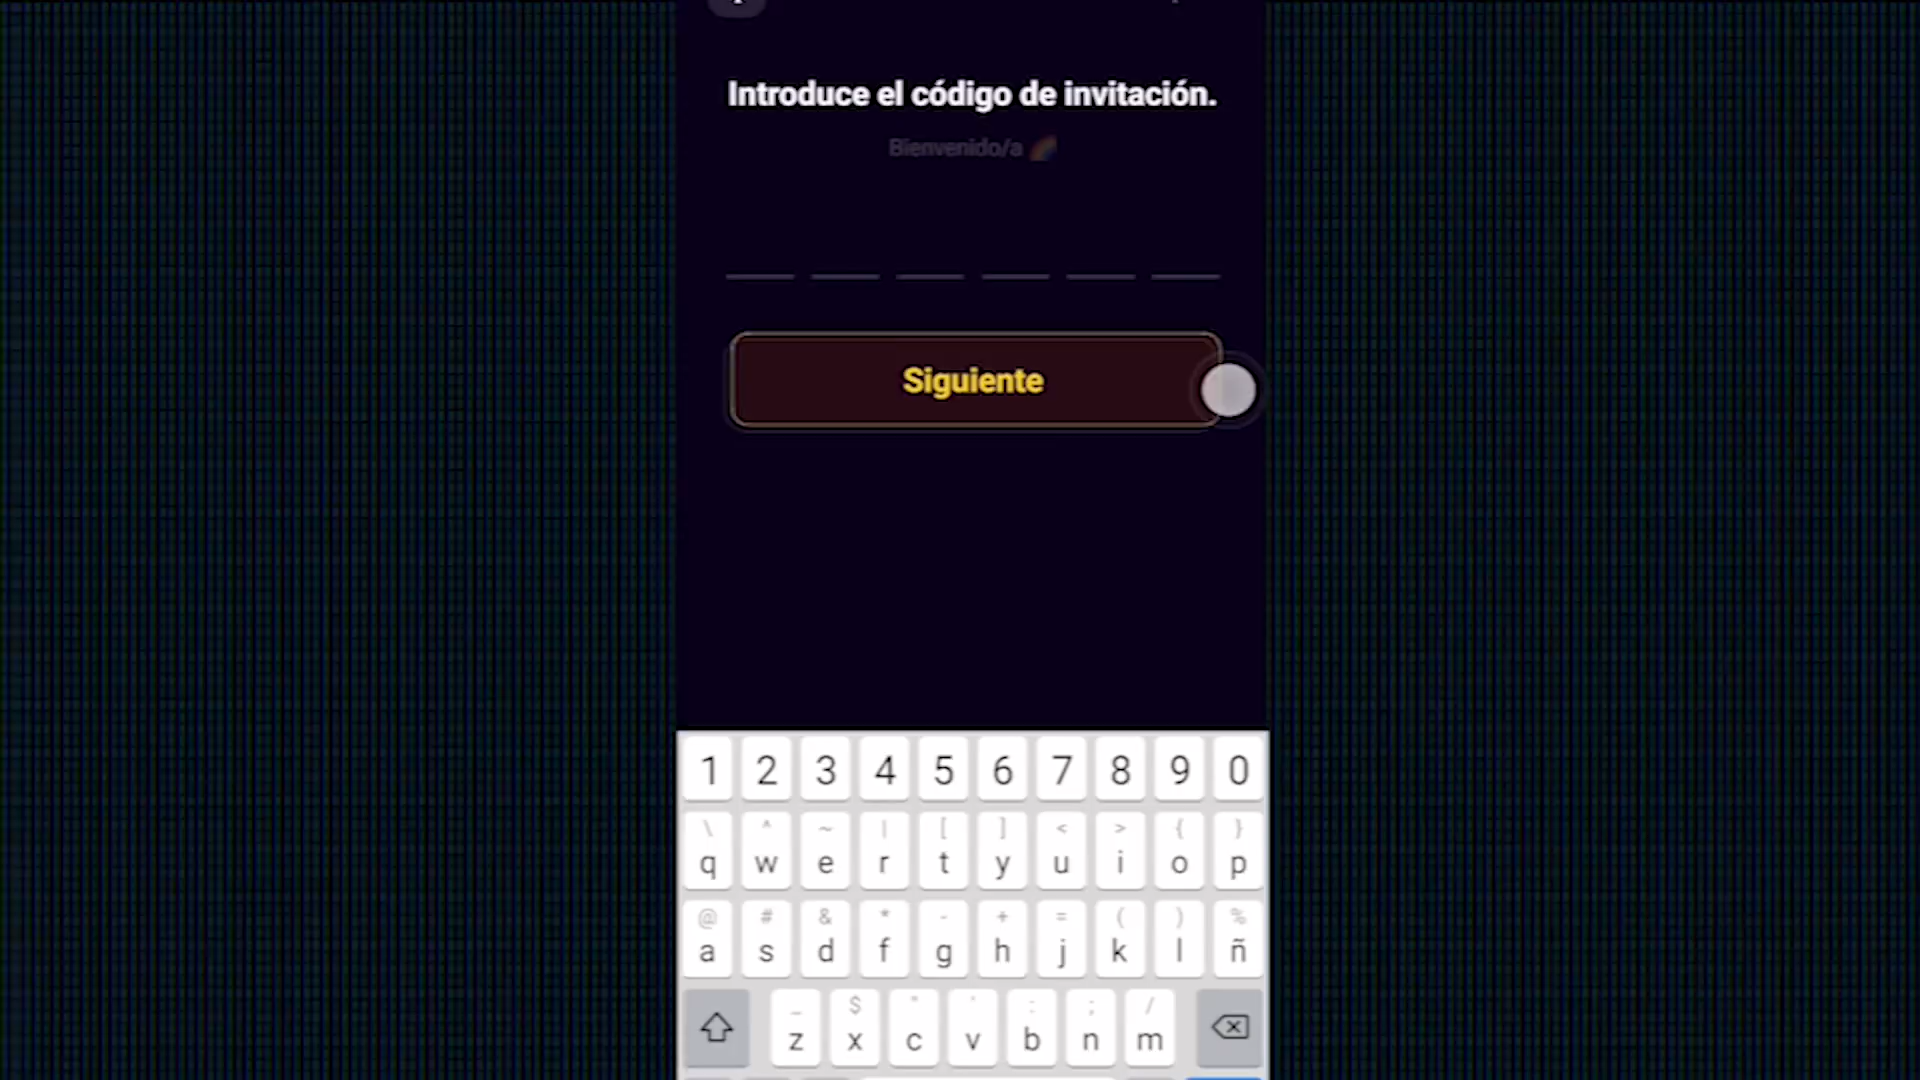 Introduce el código de invitación.
Bienvenido/a 🌈
Siguiente
1 2 3 4 5 6 7 8 9 0
\ ^ ~ | [ ] < > { }
q w e r t y u i o p
@ # & * - + = ( ) %
a s d f g h j k l ñ
_ $ " ' : ; /
z x c v b n m